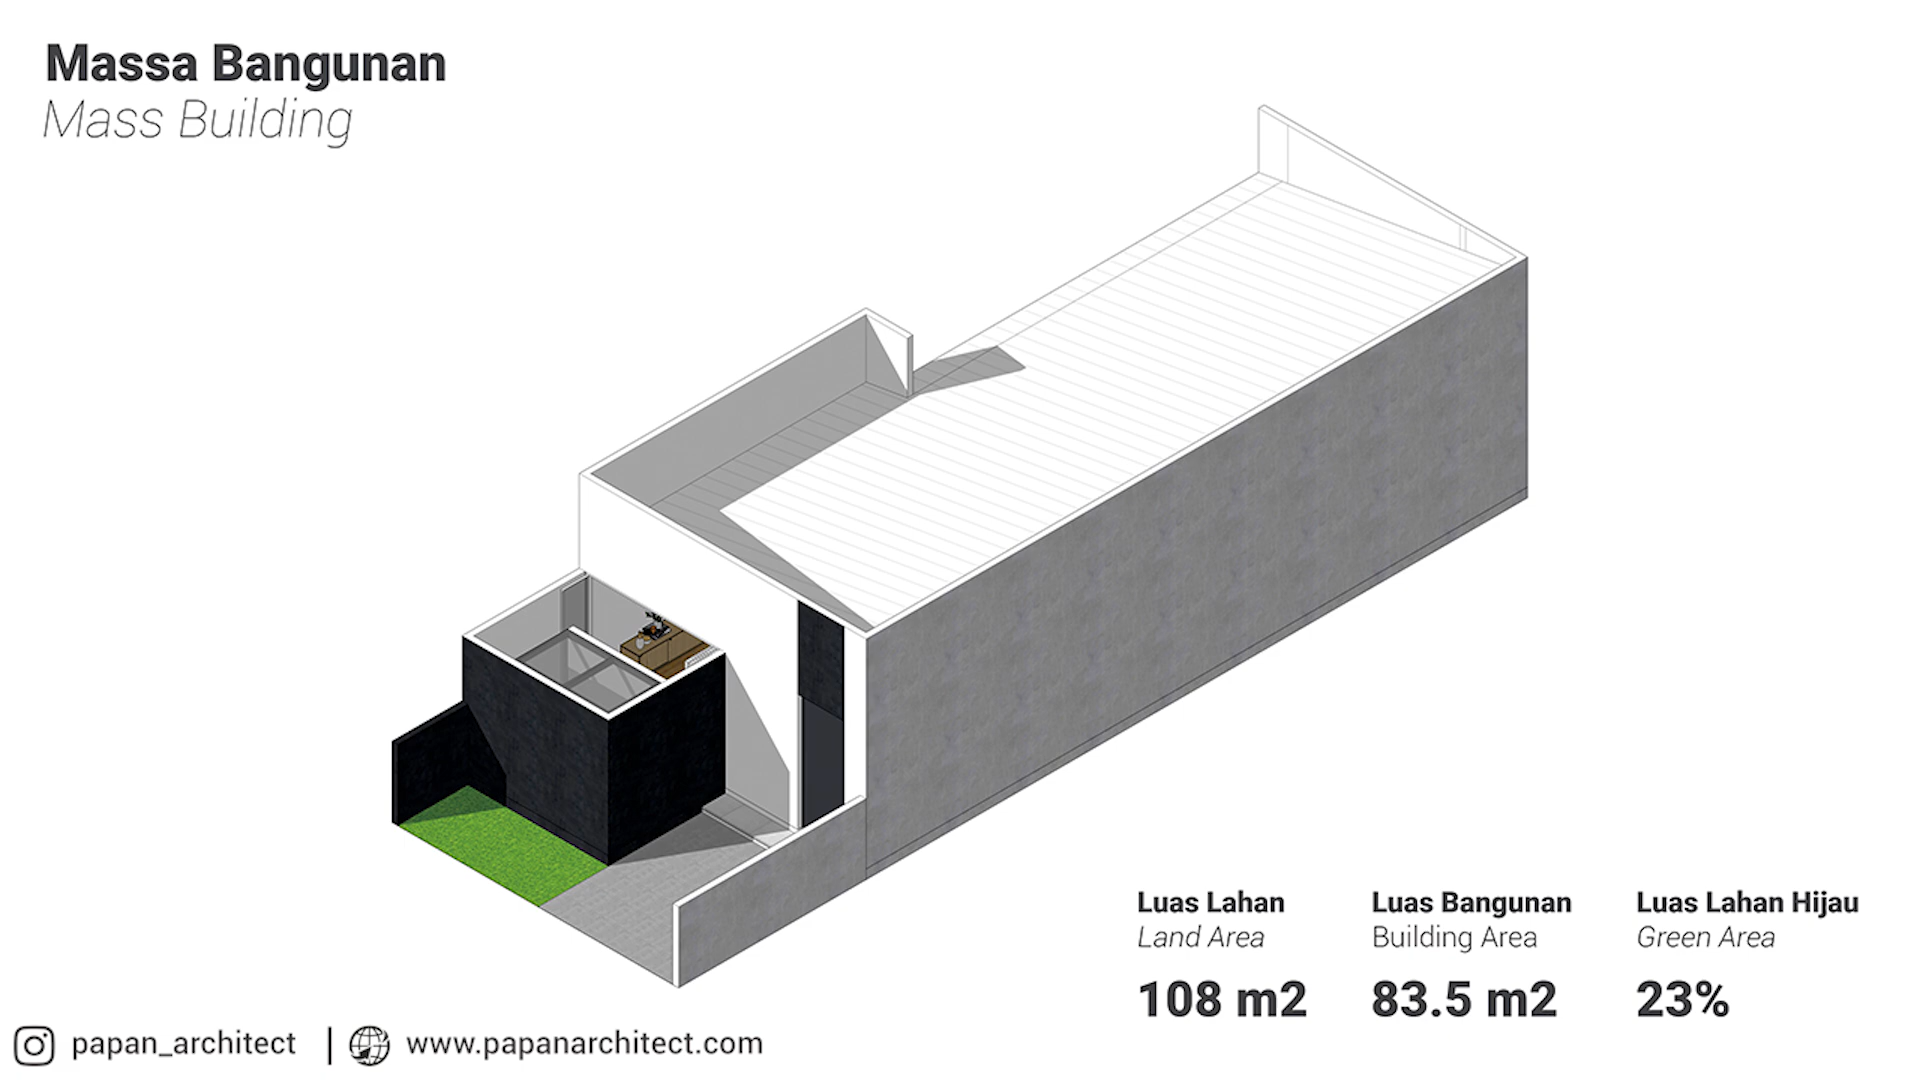 Massa Bangunan
Mass Building
Luas Lahan
Land Area
108 m2
Luas Bangunan
Building Area
83.5 m2
Luas Lahan Hijau
Green Area
23%
papan_architect | www.papanarchitect.com